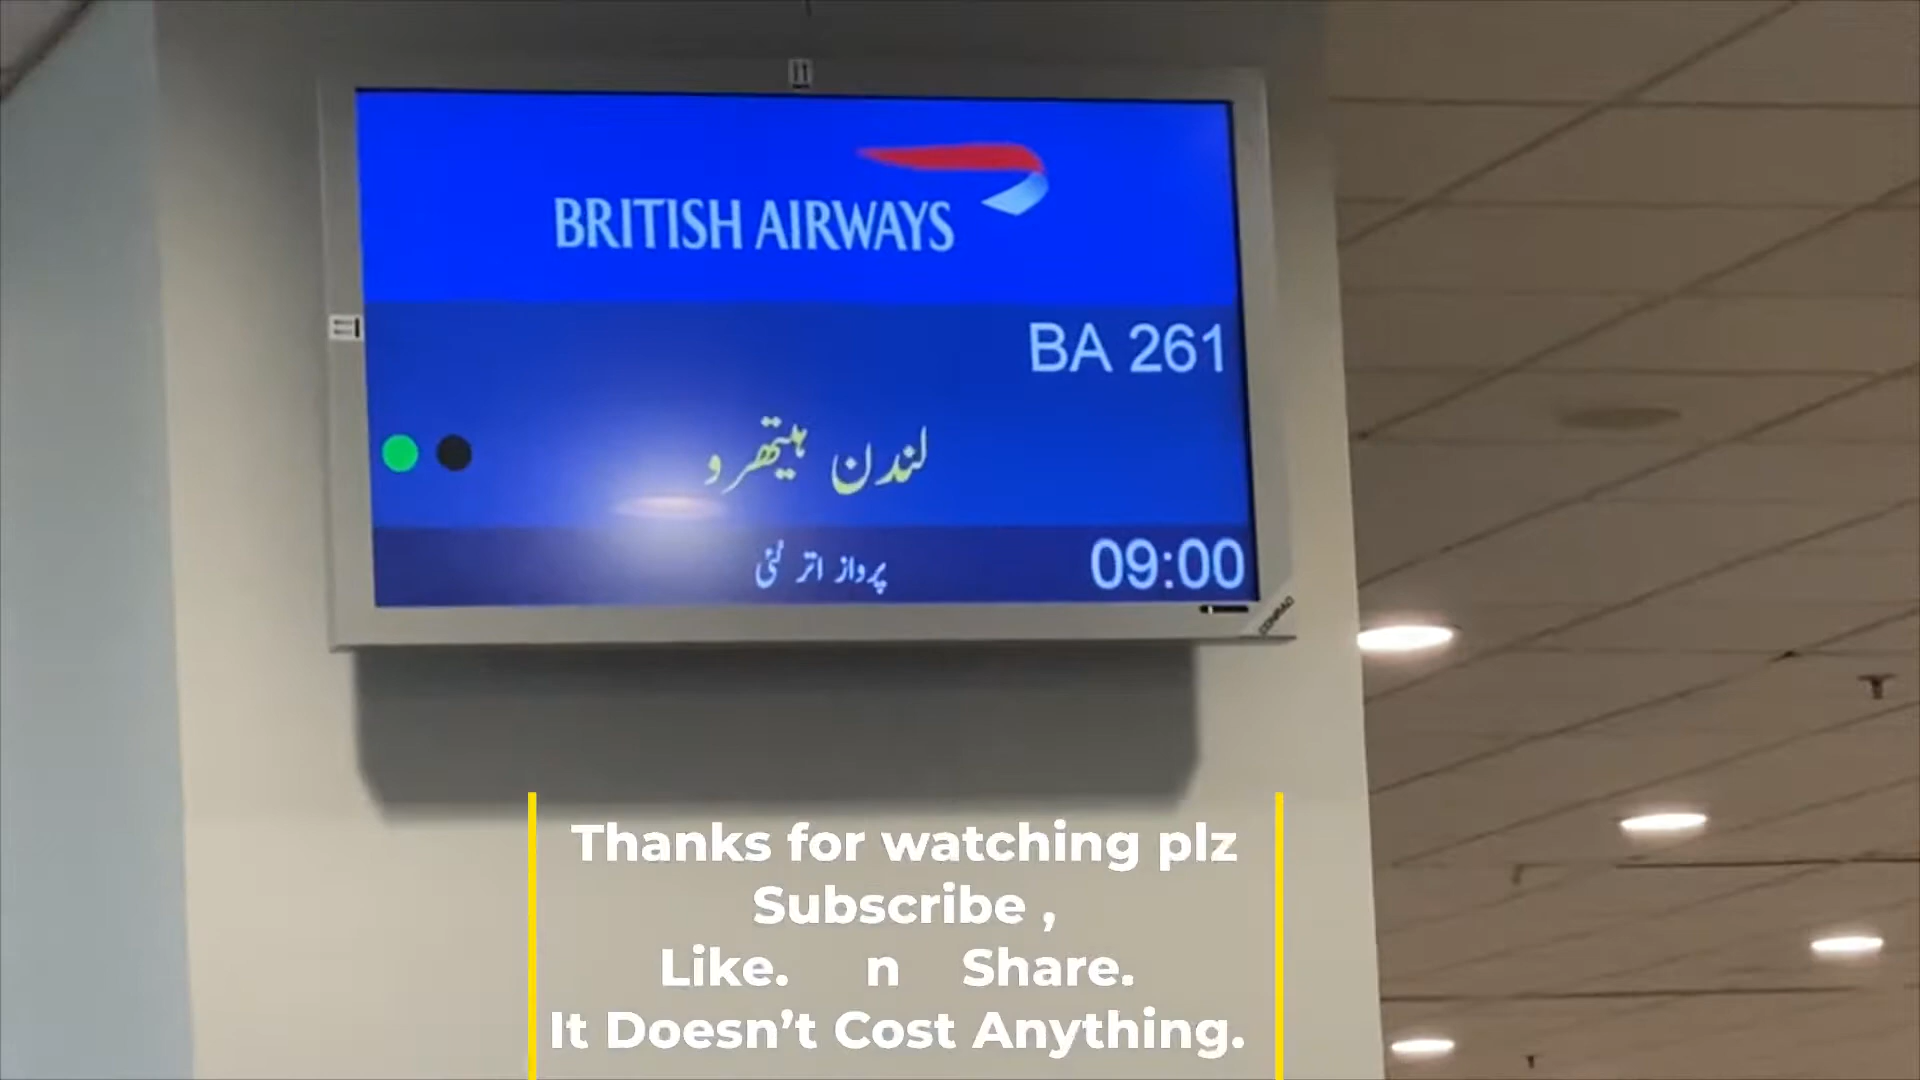 BRITISH AIRWAYS
BA 261
لندن ہیتھرو
پرواز اتر گئی
09:00
CONRAC
Thanks for watching plz
Subscribe ,
Like. n Share.
It Doesn’t Cost Anything.